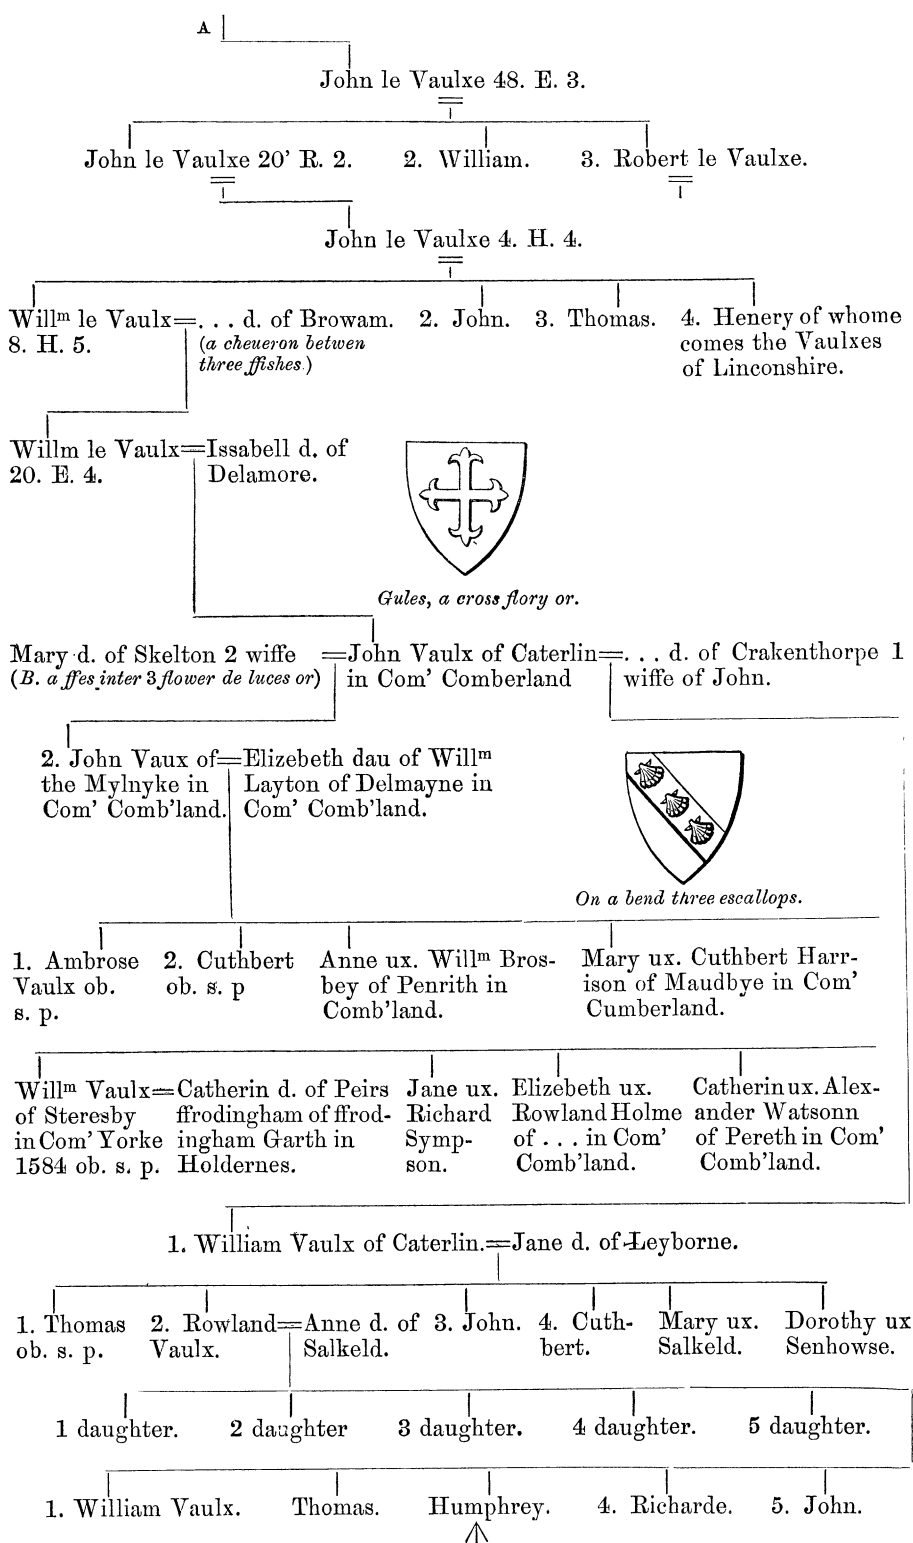 A
John le Vaulxe 48. E. 3.
John le Vaulxe 20' R. 2. 2. William. 3. Robert le Vaulxe.
John le Vaulxe 4. H. 4.
Willᵐ le Vaulx=. . . d. of Browam. 2. John. 3. Thomas. 4. Henery of whome
8. H. 5. (a cheueron betwen comes the Vaulxes
three ffishes.) of Linconshire.
Willm le Vaulx=Issabell d. of
20. E. 4. Delamore.
Gules, a cross flory or.
Mary d. of Skelton 2 wiffe =John Vaulx of Caterlin=. . . d. of Crakenthorpe 1
(B. a ffes inter 3 flower de luces or) in Com' Comberland wiffe of John.
2. John Vaux of=Elizebeth dau of Willᵐ
the Mylnyke in Layton of Delmayne in
Com' Comb'land. Com' Comb'land.
On a bend three escallops.
1. Ambrose 2. Cuthbert Anne ux. Willᵐ Bros- Mary ux. Cuthbert Harr-
Vaulx ob. ob. s. p bey of Penrith in ison of Maudbye in Com'
s. p. Comb'land. Cumberland.
Willᵐ Vaulx=Catherin d. of Peirs Jane ux. Elizebeth ux. Catherin ux. Alex-
of Steresby ffrodingham of ffrod- Richard Rowland Holme ander Watsonn
in Com' Yorke ingham Garth in Symp- of . . . in Com' of Pereth in Com'
1584 ob. s. p. Holdernes. son. Comb'land. Comb'land.
1. William Vaulx of Caterlin.=Jane d. of Leyborne.
1. Thomas 2. Rowland=Anne d. of 3. John. 4. Cuth- Mary ux. Dorothy ux
ob. s. p. Vaulx. Salkeld. bert. Salkeld. Senhowse.
1 daughter. 2 daughter 3 daughter. 4 daughter. 5 daughter.
1. William Vaulx. Thomas. Humphrey. 4. Richarde. 5. John.